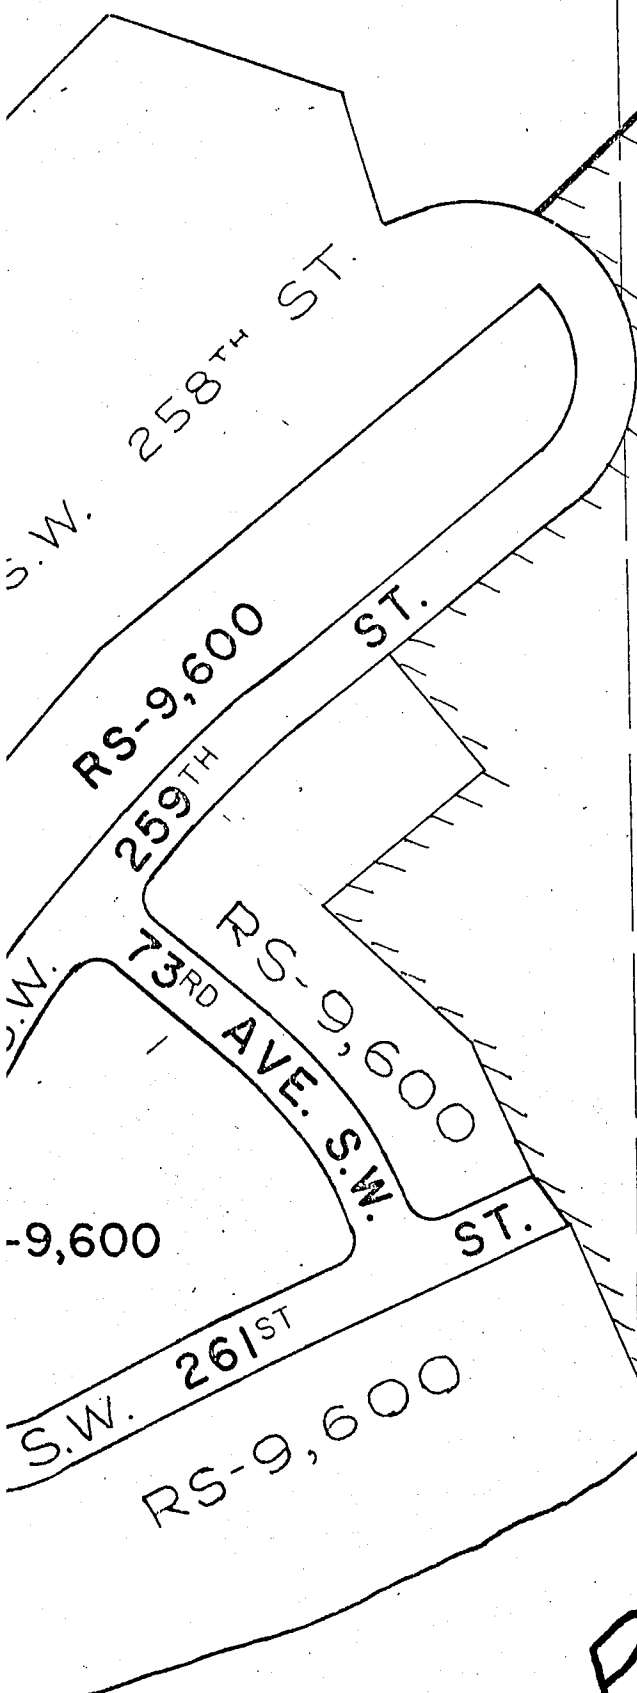 S.W. 258TH ST.
RS-9,600
S.W. 259TH ST.
73RD AVE. S.W.
RS-9,600
-9,600
S.W. 261ST ST.
RS-9,600